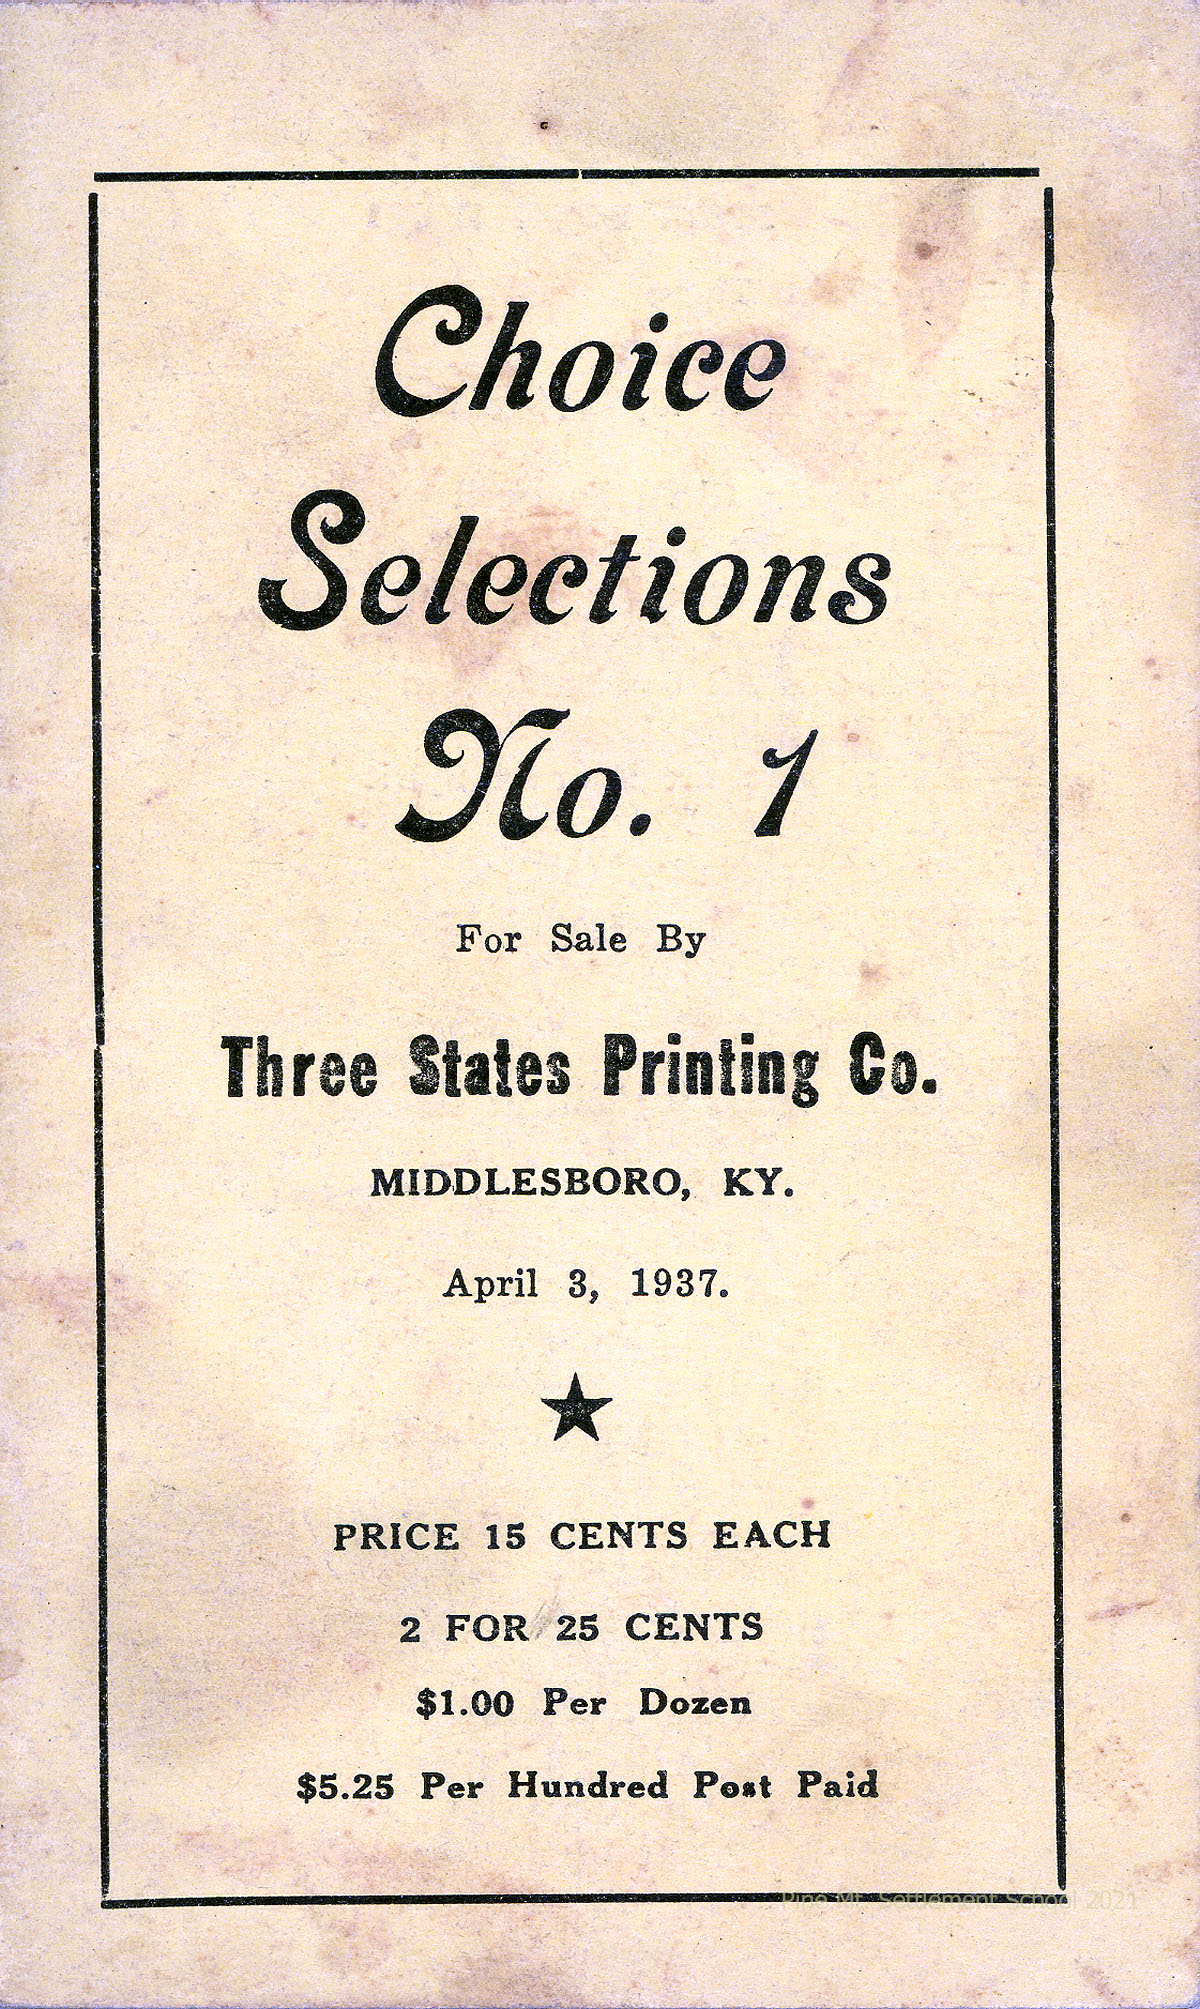 Choice
Selections
No. 1
For Sale By
Three States Printing Co.
MIDDLESBORO, KY.
April 3, 1937.
PRICE 15 CENTS EACH
2 FOR 25 CENTS
$1.00 Per Dozen
$5.25 Per Hundred Post Paid
Pine Mt. Settlement School 2021